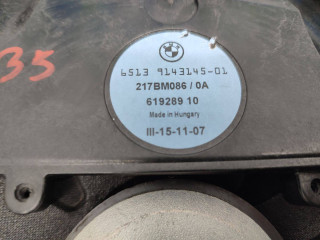 35
6513 9143145-01
217BM086 / 0A
619289 10
Made in Hungary
III-15-11-07